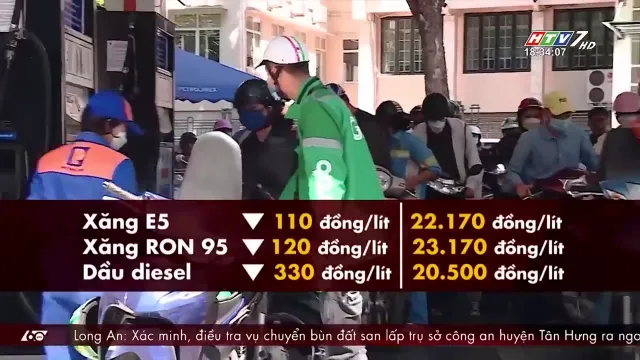 HTV7 HD
18:34:07
PETROLIMEX
Xăng E5 ▼ 110 đồng/lít 22.170 đồng/lít
Xăng RON 95 ▼ 120 đồng/lít 23.170 đồng/lít
Dầu diesel ▼ 330 đồng/lít 20.500 đồng/lít
60 Long An: Xác minh, điều tra vụ chuyển bùn đất san lấp trụ sở công an huyện Tân Hưng ra ngo